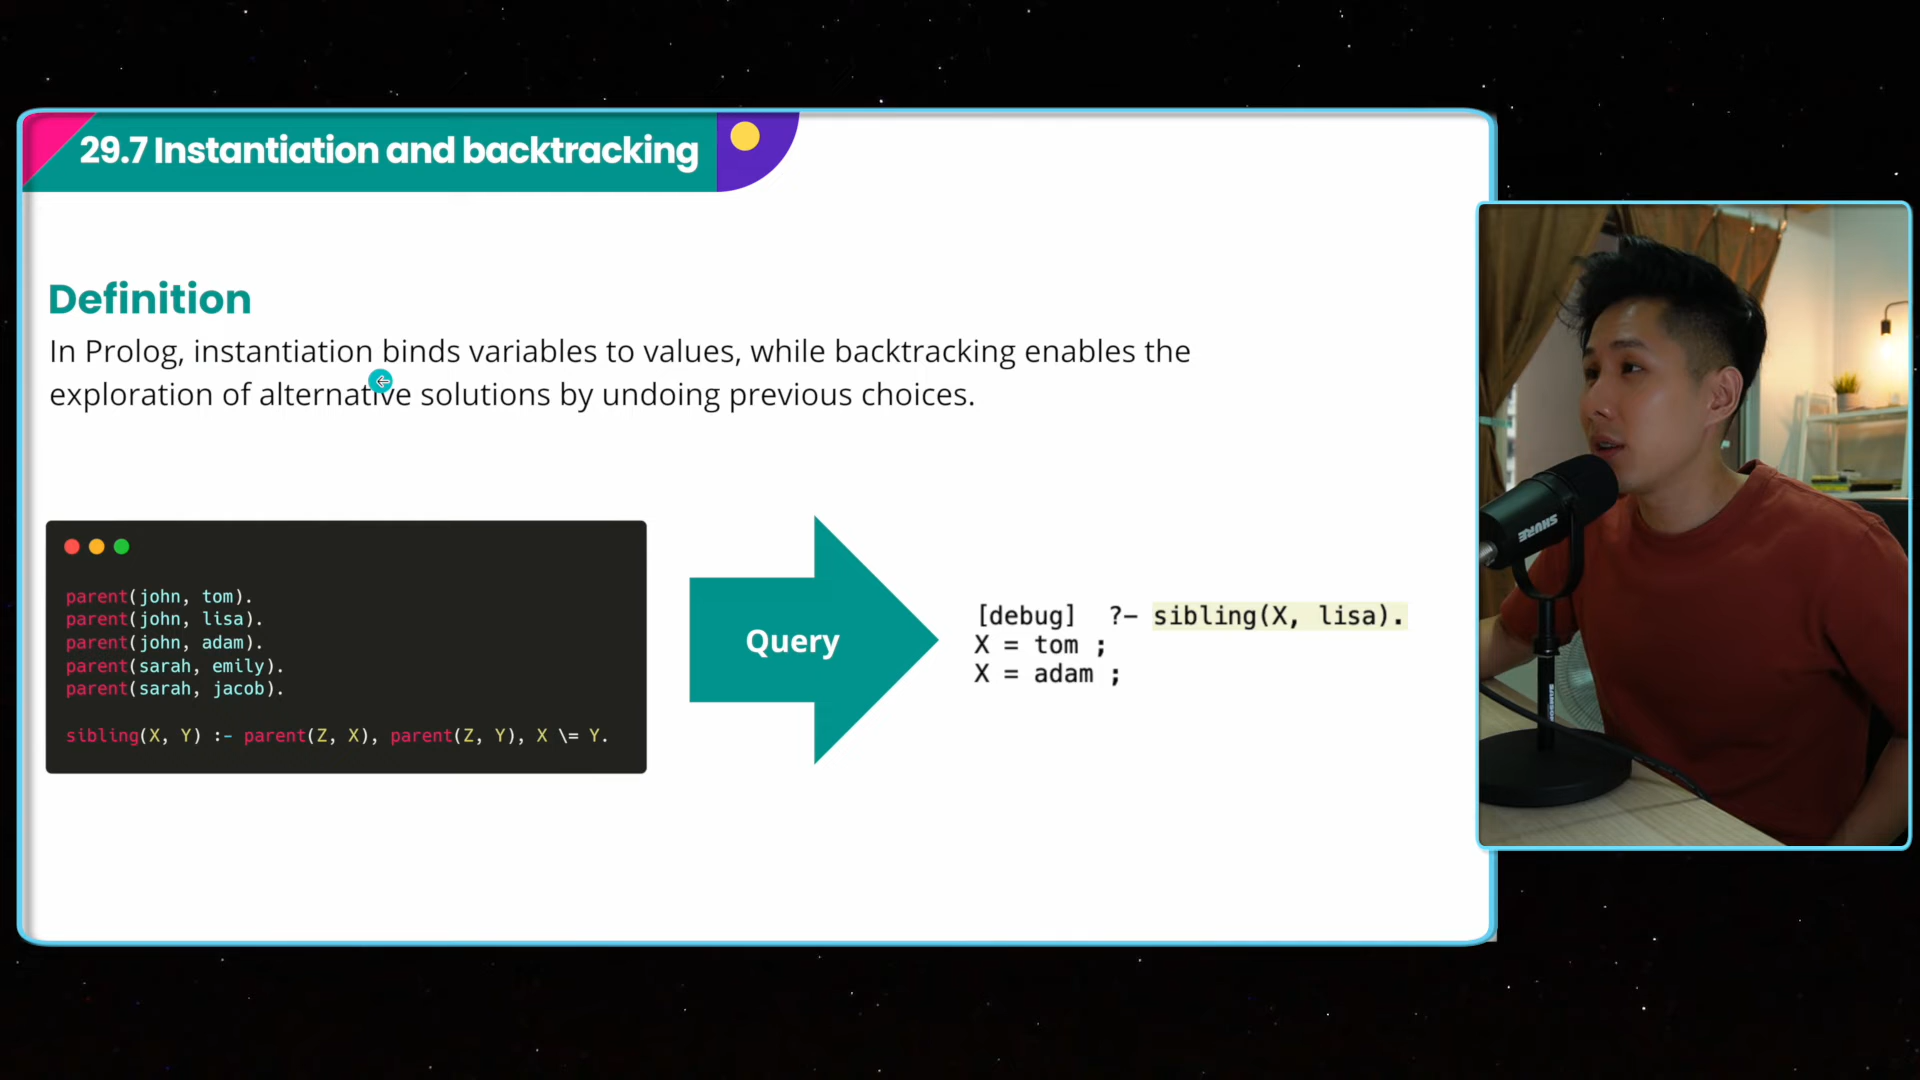 29.7 Instantiation and backtracking
Definition
In Prolog, instantiation binds variables to values, while backtracking enables the
exploration of alternative solutions by undoing previous choices.
parent(john, tom).
parent(john, lisa).
parent(john, adam).
parent(sarah, emily).
parent(sarah, jacob).
sibling(X, Y) :- parent(Z, X), parent(Z, Y), X \= Y.
Query
[debug]  ?- sibling(X, lisa).
X = tom ;
X = adam ;
SHURE
SAMSON